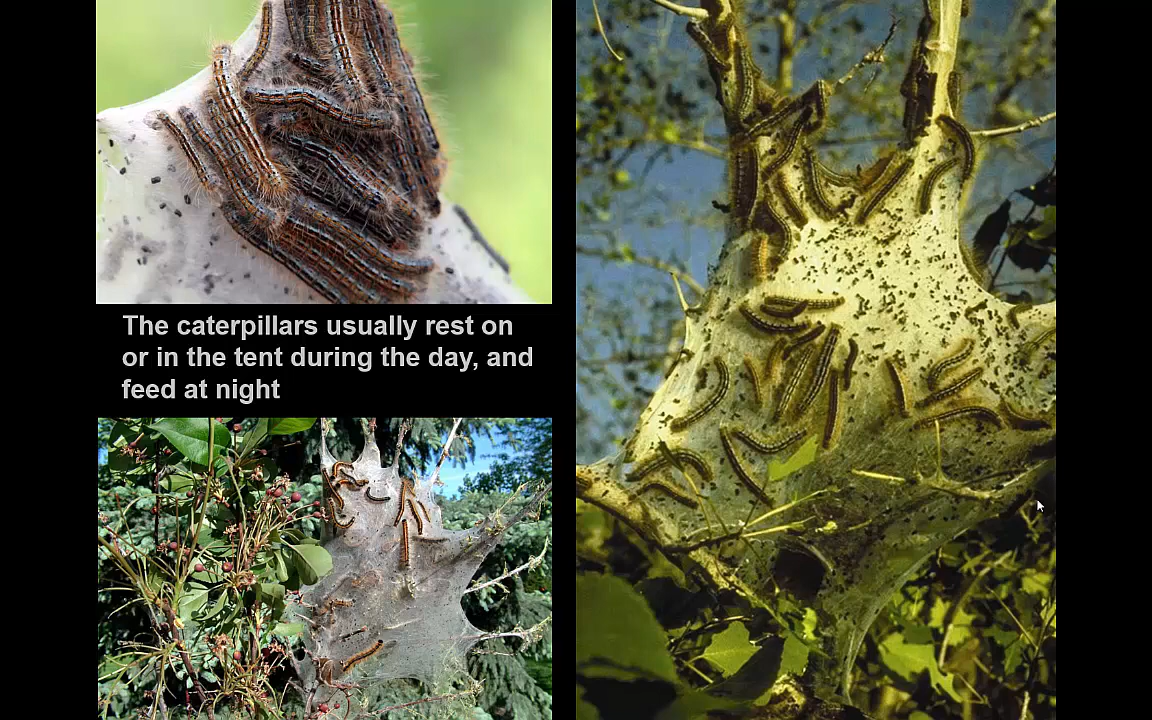 The caterpillars usually rest on
or in the tent during the day, and
feed at night